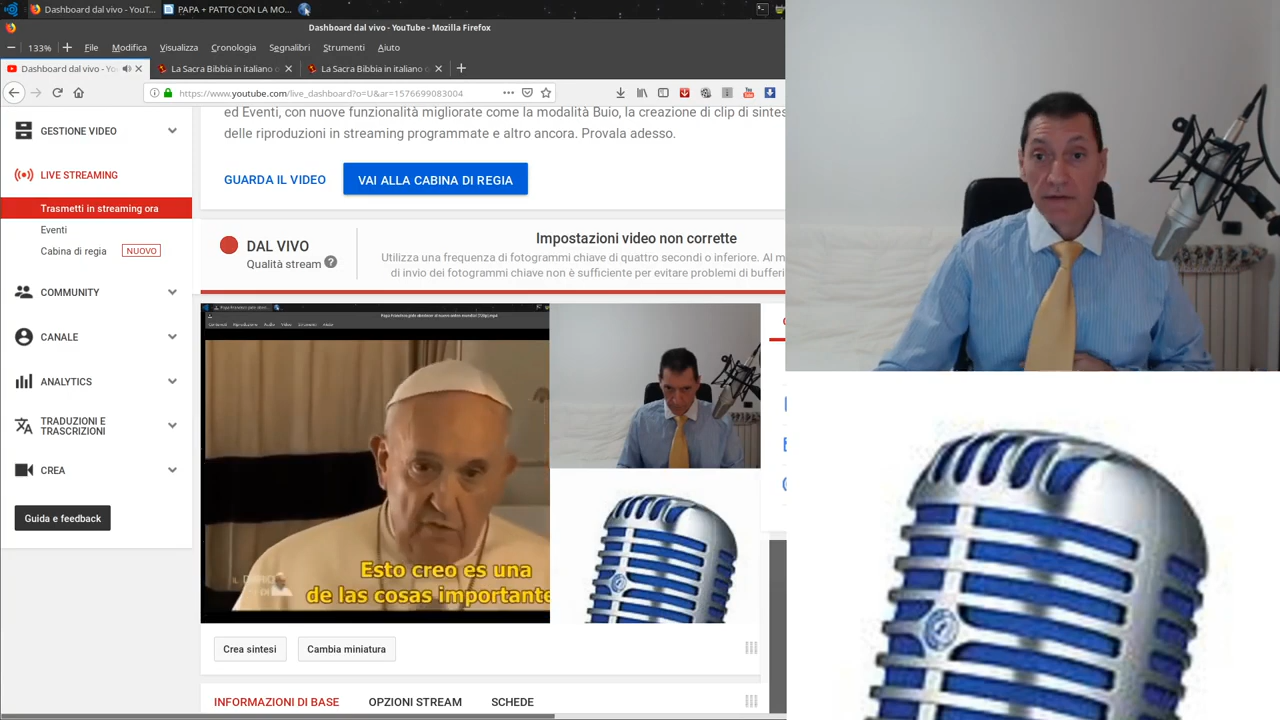 Dashboard dal vivo - YouT...
PAPA + PATTO CON LA MO...
Dashboard dal vivo - YouTube - Mozilla Firefox
133%
File
Modifica
Visualizza
Cronologia
Segnalibri
Strumenti
Aiuto
Dashboard dal vivo - Yo
La Sacra Bibbia in italiano o
La Sacra Bibbia in italiano o
https://www.youtube.com/live_dashboard?o=U&ar=1576699083004
GESTIONE VIDEO
LIVE STREAMING
Trasmetti in streaming ora
Eventi
Cabina di regia
NUOVO
COMMUNITY
CANALE
ANALYTICS
TRADUZIONI E
TRASCRIZIONI
CREA
Guida e feedback
ed Eventi, con nuove funzionalità migliorate come la modalità Buio, la creazione di clip di sintes
delle riproduzioni in streaming programmate e altro ancora. Provala adesso.
GUARDA IL VIDEO
VAI ALLA CABINA DI REGIA
DAL VIVO
Qualità stream ?
Impostazioni video non corrette
Utilizza una frequenza di fotogrammi chiave di quattro secondi o inferiore. Al m
di invio dei fotogrammi chiave non è sufficiente per evitare problemi di bufferi
Esto creo es una
de las cosas importante
Crea sintesi
Cambia miniatura
INFORMAZIONI DI BASE
OPZIONI STREAM
SCHEDE